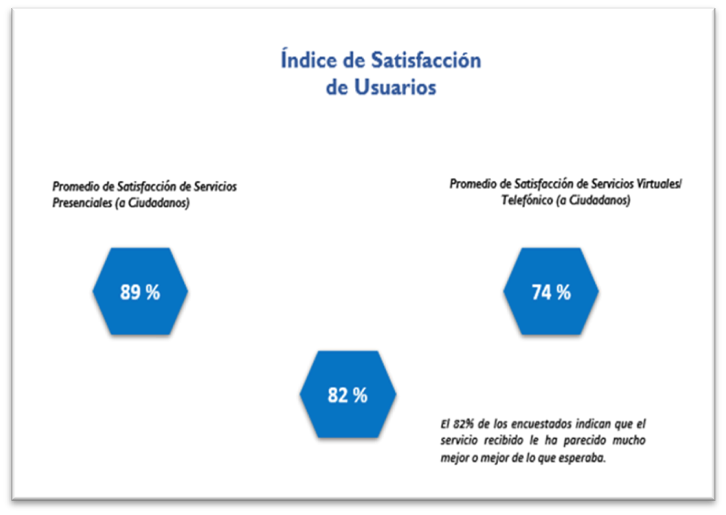 Índice de Satisfacción
de Usuarios
Promedio de Satisfacción de Servicios
Presenciales (a Ciudadanos)
Promedio de Satisfacción de Servicios Virtuales/
Telefónico (a Ciudadanos)
89 %
74 %
82 %
El 82% de los encuestados indican que el
servicio recibido le ha parecido mucho
mejor o mejor de lo que esperaba.